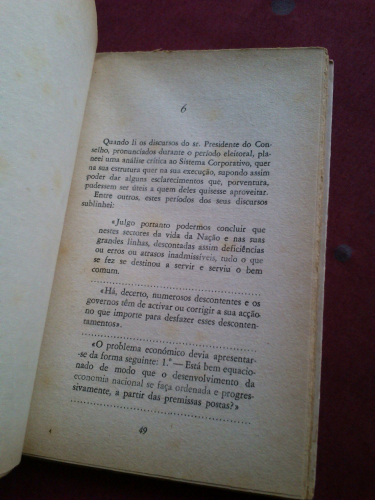 6
Quando li os discursos do sr. Presidente do Con-
selho, pronunciados durante o período eleitoral, pla-
neei uma análise crítica ao Sistema Corporativo, quer
na sua estrutura quer na sua execução, supondo assim
poder dar alguns esclarecimentos que, porventura,
pudessem ser úteis a quem deles quisesse aproveitar.
Entre outros, estes períodos dos seus discursos
sublinhei:
«Julgo portanto podermos concluir que
nestes sectores da vida da Nação e nas suas
grandes linhas, descontadas assim deficiências
ou erros ou atrasos inadmissíveis, tudo o que
se fez se destinou a servir e serviu o bem
comum.
«Há, decerto, numerosos descontentes e os
governos têm de activar ou corrigir a sua acção
no que importe para desfazer esses desconten-
tamentos».
«O problema económico devia apresentar-
-se da forma seguinte: 1.º — Está bem equacio-
nado de modo que o desenvolvimento da
economia nacional se faça ordenada e progres-
sivamente, a partir das premissas postas?»
49